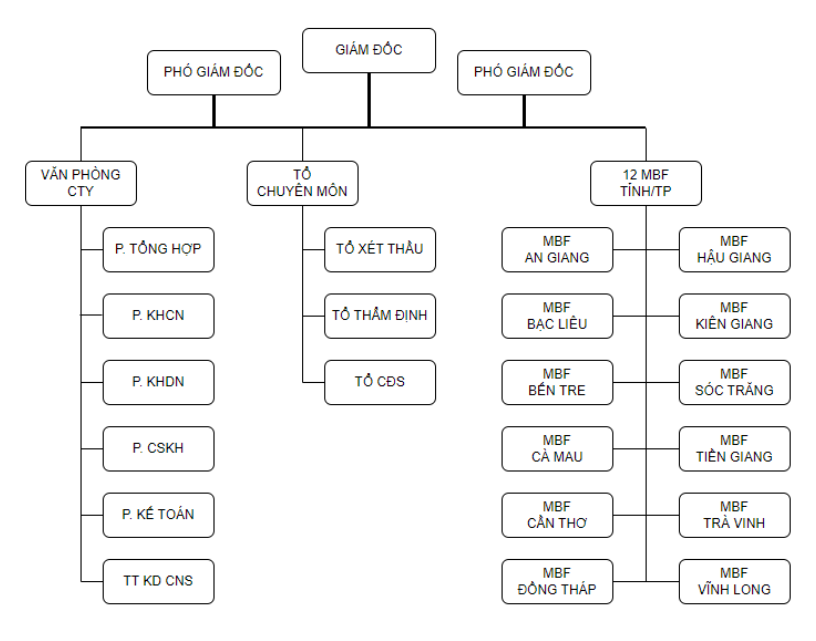 GIÁM ĐỐC
PHÓ GIÁM ĐỐC
PHÓ GIÁM ĐỐC
VĂN PHÒNG
CTY
TỔ
CHUYÊN MÔN
12 MBF
TỈNH/TP
P. TỔNG HỢP
P. KHCN
P. KHDN
P. CSKH
P. KẾ TOÁN
TT KD CNS
TỔ XÉT THẦU
TỔ THẨM ĐỊNH
TỔ CĐS
MBF
AN GIANG
MBF
BẠC LIÊU
MBF
BẾN TRE
MBF
CÀ MAU
MBF
CẦN THƠ
MBF
ĐỒNG THÁP
MBF
HẬU GIANG
MBF
KIÊN GIANG
MBF
SÓC TRĂNG
MBF
TIỀN GIANG
MBF
TRÀ VINH
MBF
VĨNH LONG